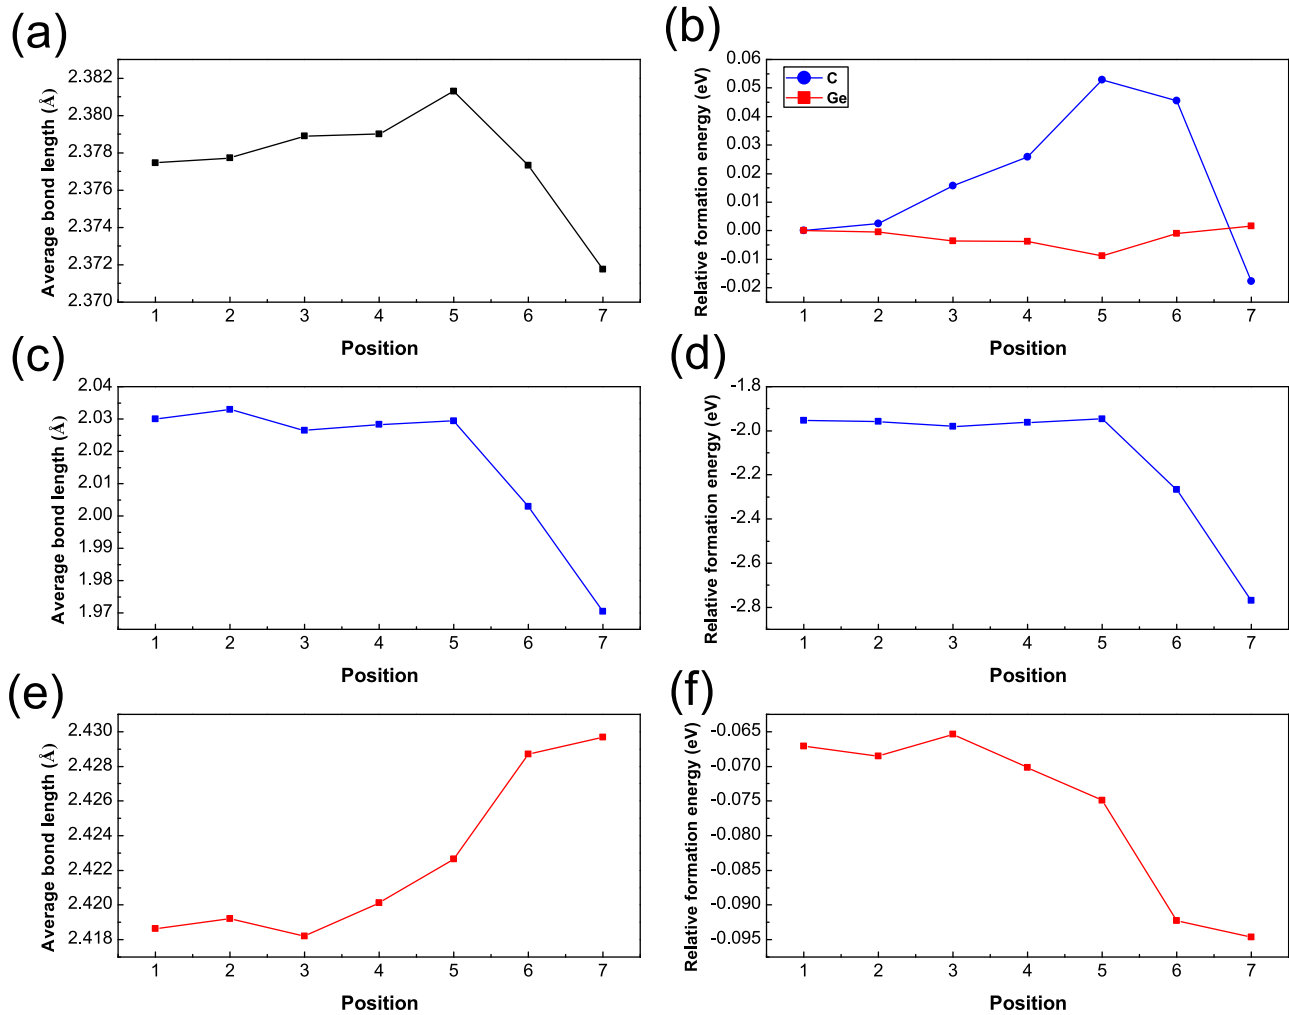 (a)
Average bond length (Å)
2.382
2.380
2.378
2.376
2.374
2.372
2.370
1 2 3 4 5 6 7
Position
(b)
Relative formation energy (eV)
0.06
0.05
0.04
0.03
0.02
0.01
0.00
-0.01
-0.02
C
Ge
1 2 3 4 5 6 7
Position
(c)
Average bond length (Å)
2.04
2.03
2.02
2.01
2.00
1.99
1.98
1.97
1 2 3 4 5 6 7
Position
(d)
Relative formation energy (eV)
-1.8
-2.0
-2.2
-2.4
-2.6
-2.8
1 2 3 4 5 6 7
Position
(e)
Average bond length (Å)
2.430
2.428
2.426
2.424
2.422
2.420
2.418
1 2 3 4 5 6 7
Position
(f)
Relative formation energy (eV)
-0.065
-0.070
-0.075
-0.080
-0.085
-0.090
-0.095
1 2 3 4 5 6 7
Position